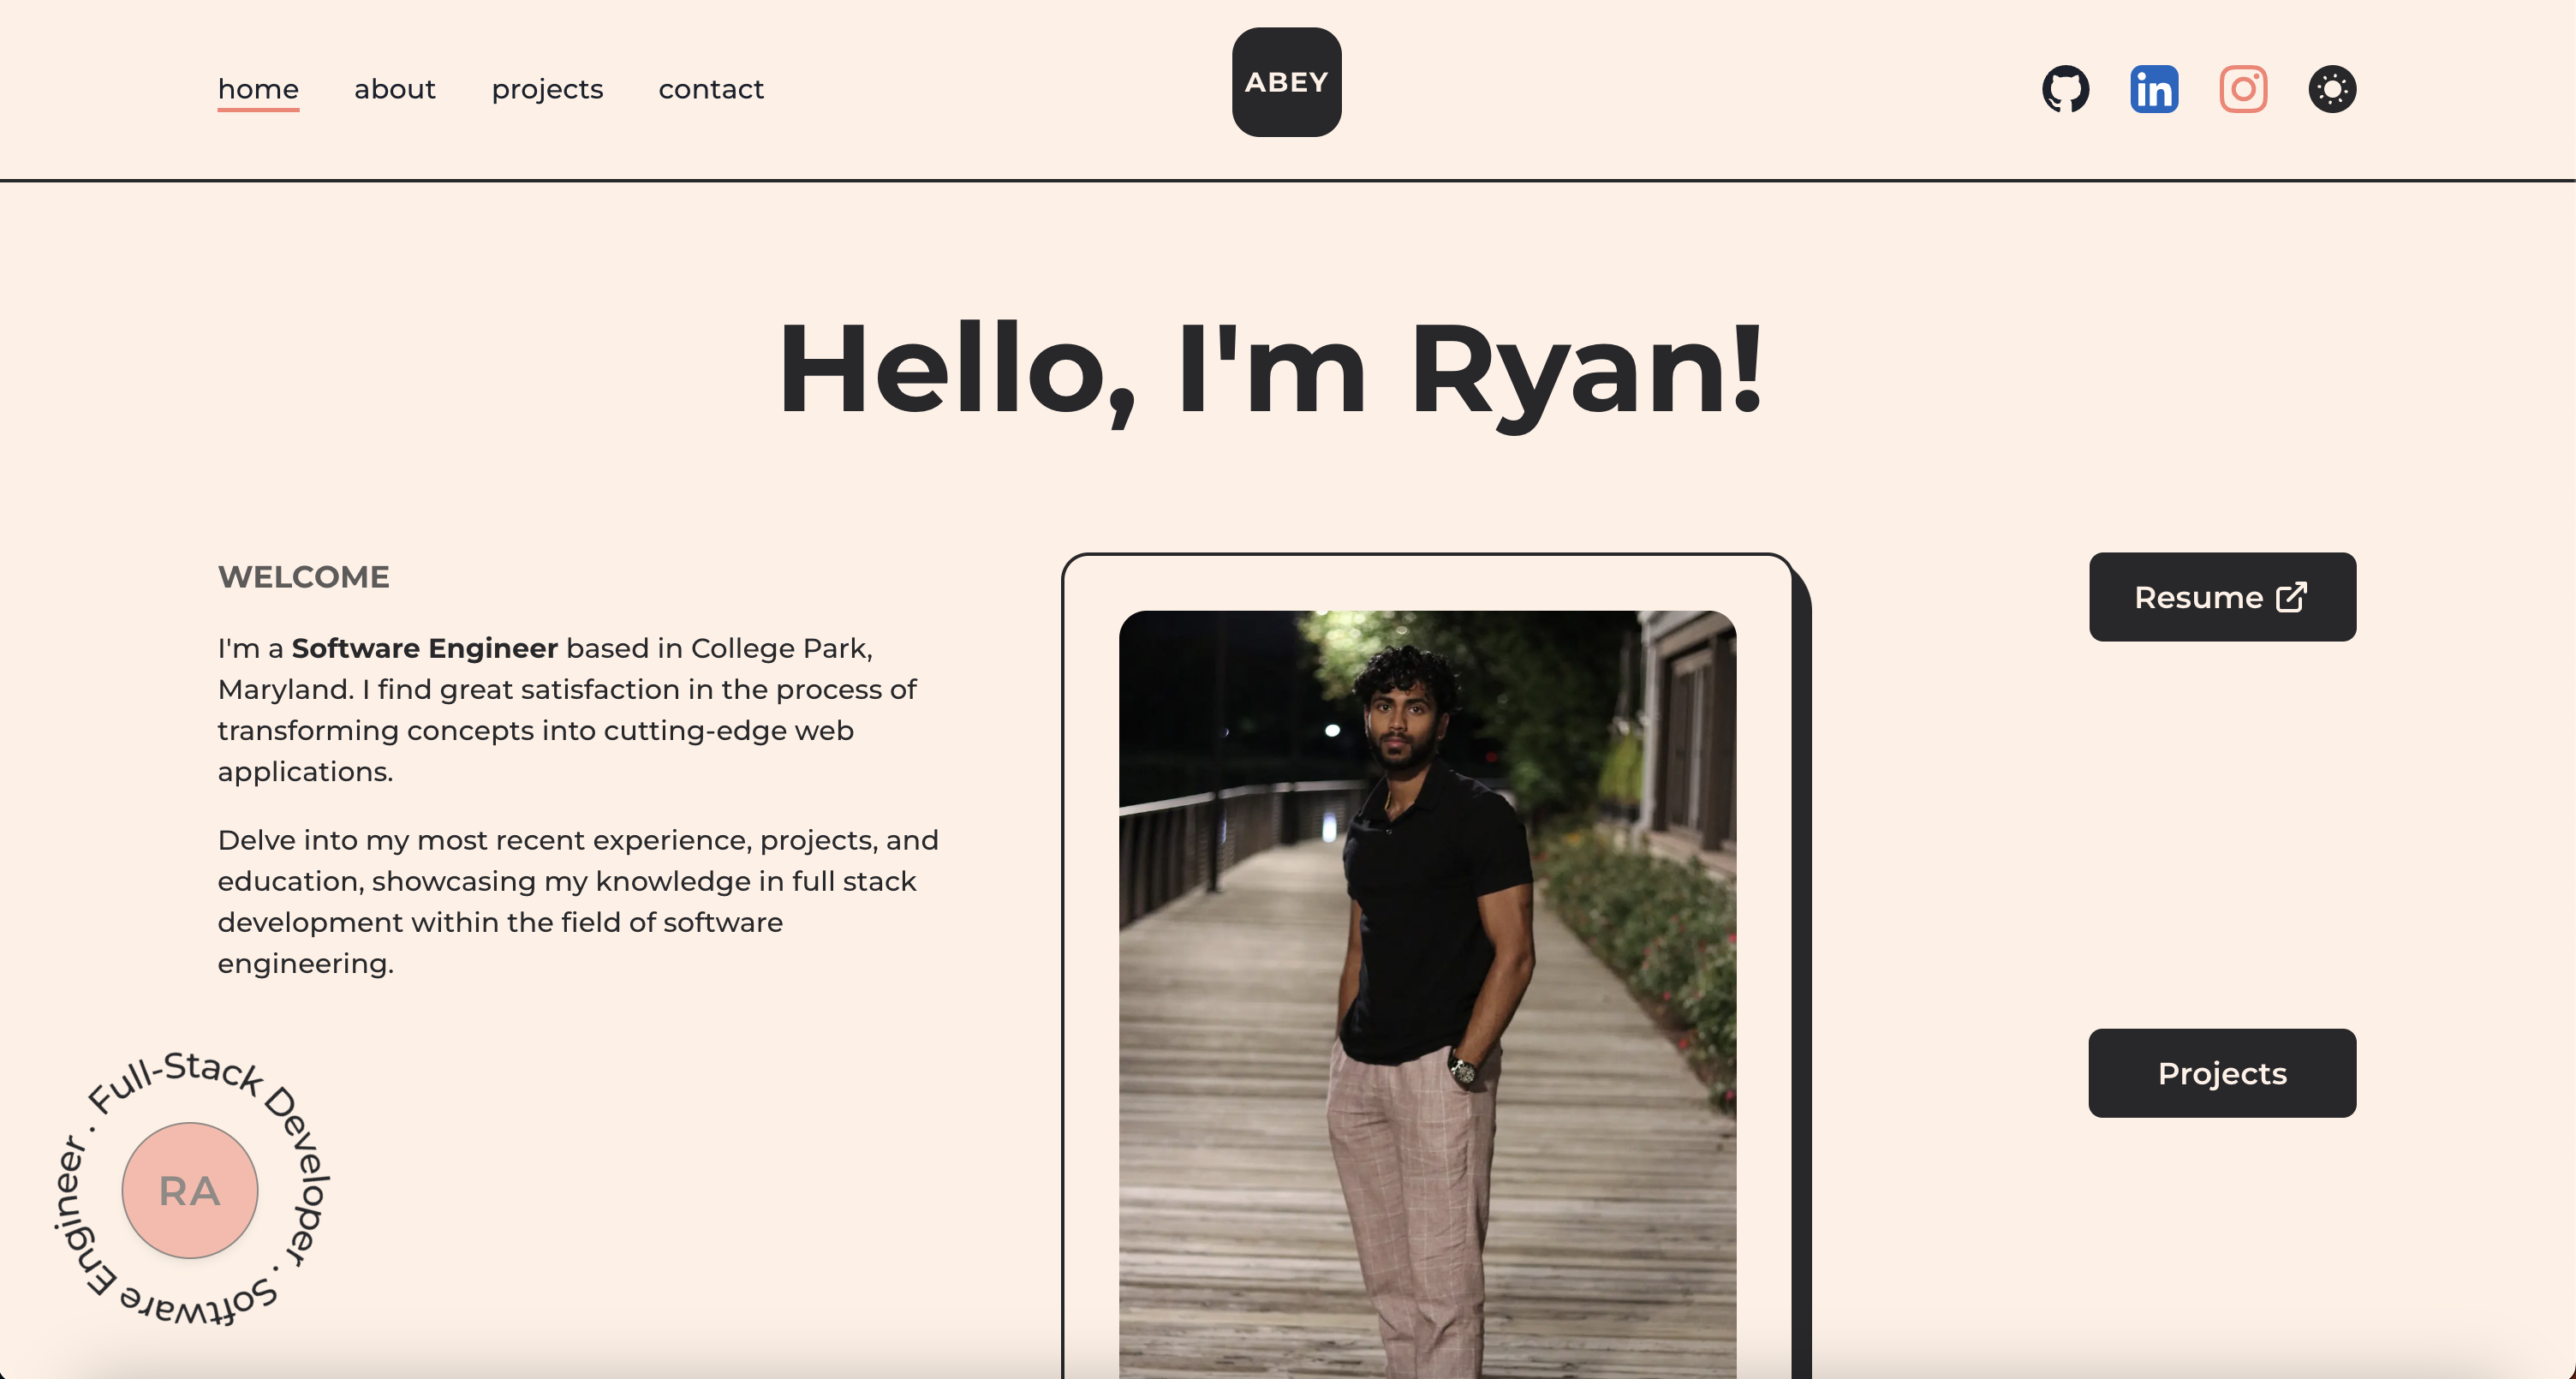 home about projects contact
ABEY
in
Hello, I'm Ryan!
WELCOME
I'm a Software Engineer based in College Park,
Maryland. I find great satisfaction in the process of
transforming concepts into cutting-edge web
applications.
Delve into my most recent experience, projects, and
education, showcasing my knowledge in full stack
development within the field of software
engineering.
Resume
Projects
Full-Stack Developer . Software Engineer .
RA